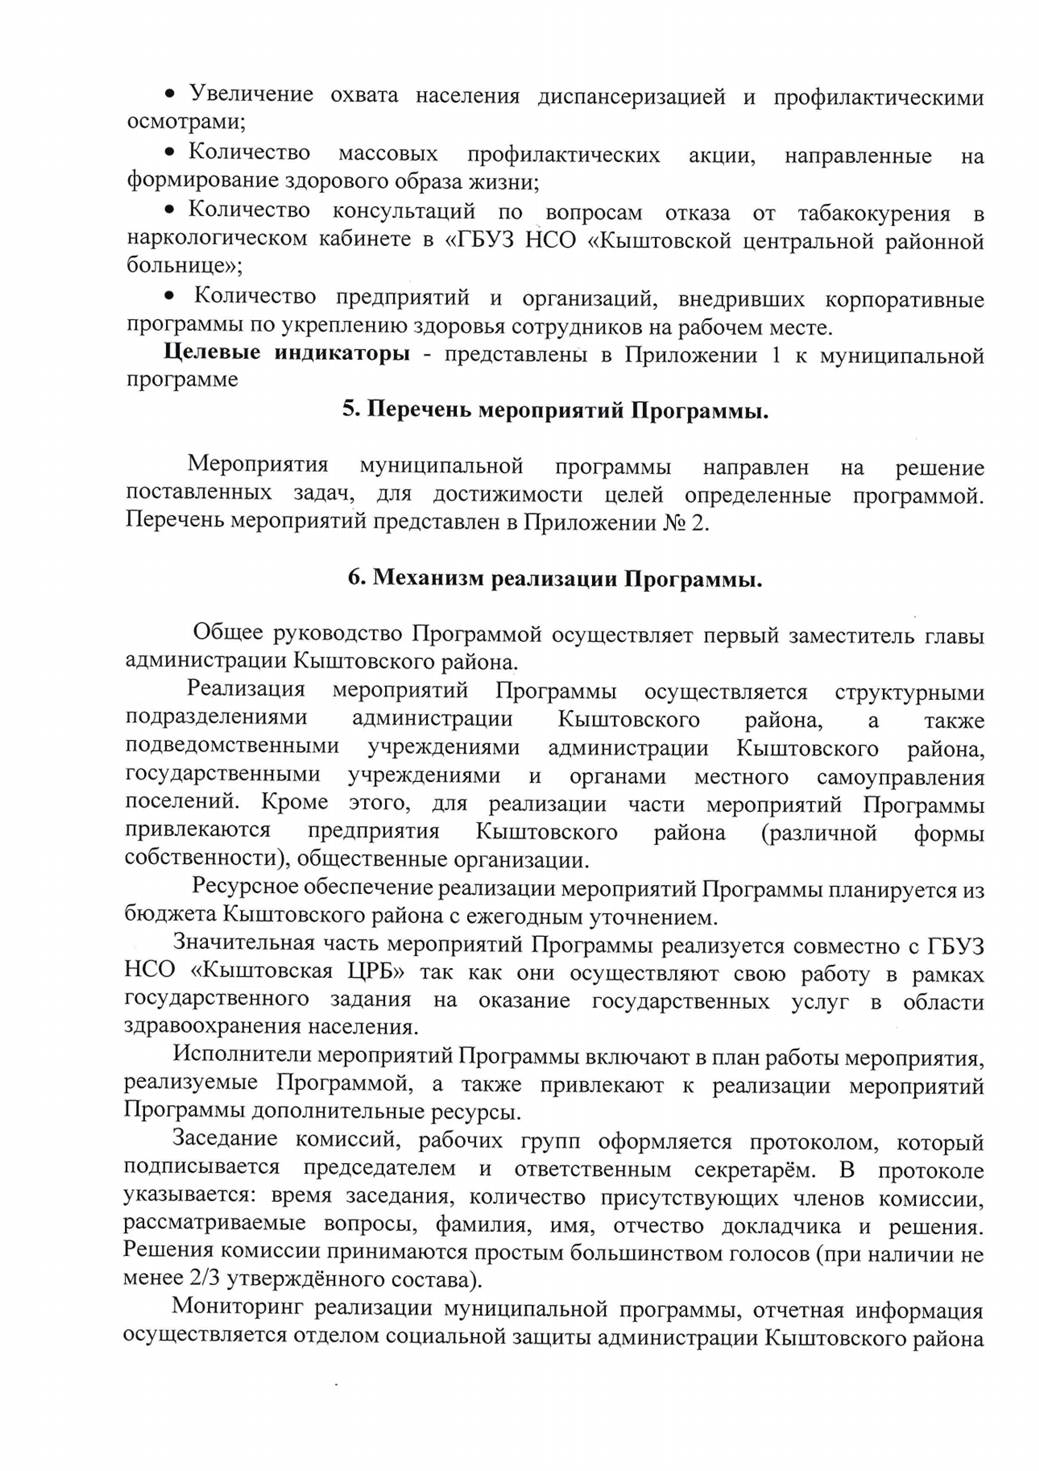 • Увеличение охвата населения диспансеризацией и профилактическими
осмотрами;
• Количество массовых профилактических акции, направленные на
формирование здорового образа жизни;
• Количество консультаций по вопросам отказа от табакокурения в
наркологическом кабинете в «ГБУЗ НСО «Кыштовской центральной районной
больнице»;
• Количество предприятий и организаций, внедривших корпоративные
программы по укреплению здоровья сотрудников на рабочем месте.
Целевые индикаторы - представлены в Приложении 1 к муниципальной
программе
5. Перечень мероприятий Программы.
Мероприятия муниципальной программы направлен на решение
поставленных задач, для достижимости целей определенные программой.
Перечень мероприятий представлен в Приложении № 2.
6. Механизм реализации Программы.
Общее руководство Программой осуществляет первый заместитель главы
администрации Кыштовского района.
Реализация мероприятий Программы осуществляется структурными
подразделениями администрации Кыштовского района, а также
подведомственными учреждениями администрации Кыштовского района,
государственными учреждениями и органами местного самоуправления
поселений. Кроме этого, для реализации части мероприятий Программы
привлекаются предприятия Кыштовского района (различной формы
собственности), общественные организации.
Ресурсное обеспечение реализации мероприятий Программы планируется из
бюджета Кыштовского района с ежегодным уточнением.
Значительная часть мероприятий Программы реализуется совместно с ГБУЗ
НСО «Кыштовская ЦРБ» так как они осуществляют свою работу в рамках
государственного задания на оказание государственных услуг в области
здравоохранения населения.
Исполнители мероприятий Программы включают в план работы мероприятия,
реализуемые Программой, а также привлекают к реализации мероприятий
Программы дополнительные ресурсы.
Заседание комиссий, рабочих групп оформляется протоколом, который
подписывается председателем и ответственным секретарём. В протоколе
указывается: время заседания, количество присутствующих членов комиссии,
рассматриваемые вопросы, фамилия, имя, отчество докладчика и решения.
Решения комиссии принимаются простым большинством голосов (при наличии не
менее 2/3 утверждённого состава).
Мониторинг реализации муниципальной программы, отчетная информация
осуществляется отделом социальной защиты администрации Кыштовского района